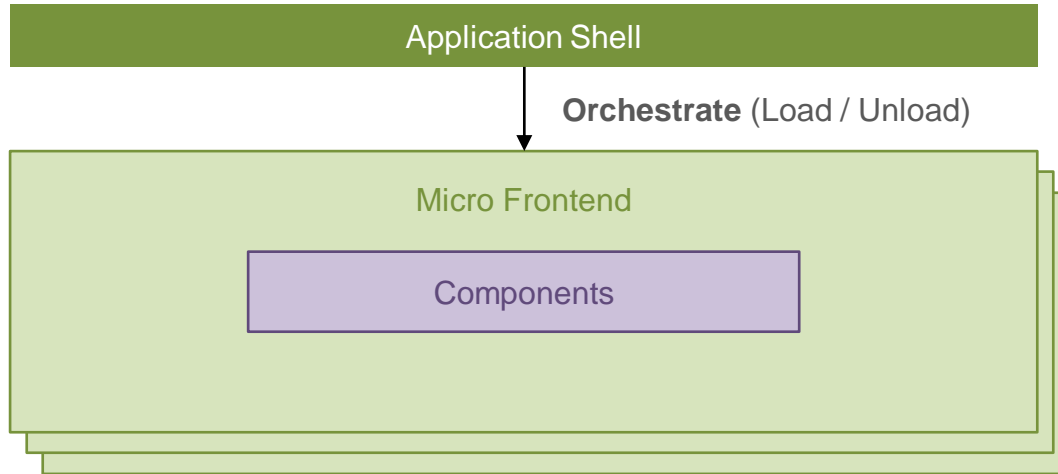 Application Shell
Orchestrate (Load / Unload)
Micro Frontend
Components